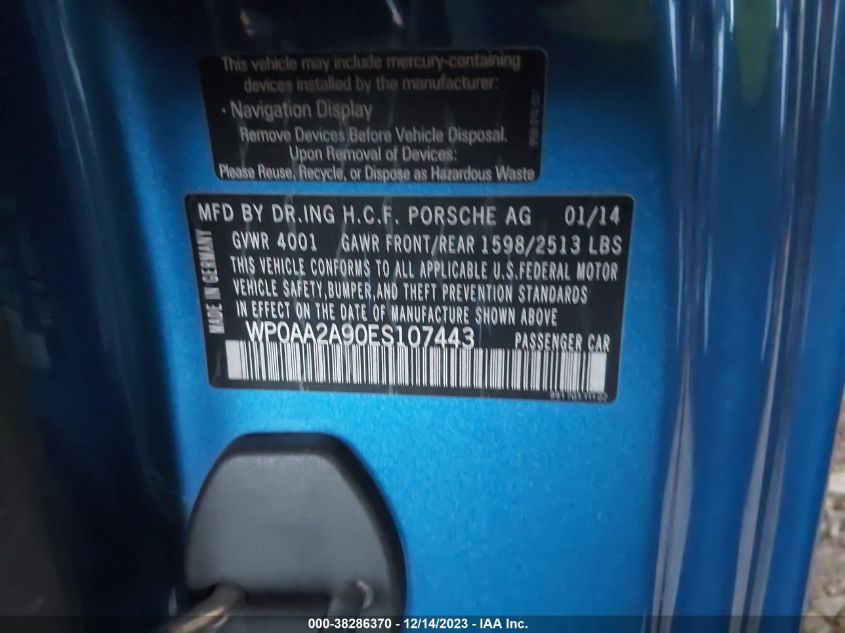 This vehicle may include mercury-containing
devices installed by the manufacturer:
· Navigation Display
Remove Devices Before Vehicle Disposal.
Upon Removal of Devices:
Please Reuse, Recycle, or Dispose as Hazardous Waste
MFD BY DR.ING H.C.F. PORSCHE AG 01/14
GVWR 4001 GAWR FRONT/REAR 1598/2513 LBS
THIS VEHICLE CONFORMS TO ALL APPLICABLE U.S.FEDERAL MOTOR
VEHICLE SAFETY,BUMPER,AND THEFT PREVENTION STANDARDS
IN EFFECT ON THE DATE OF MANUFACTURE SHOWN ABOVE
WP0AA2A90ES107443 PASSENGER CAR
MADE IN GERMANY
000-38286370 - 12/14/2023 - IAA Inc.